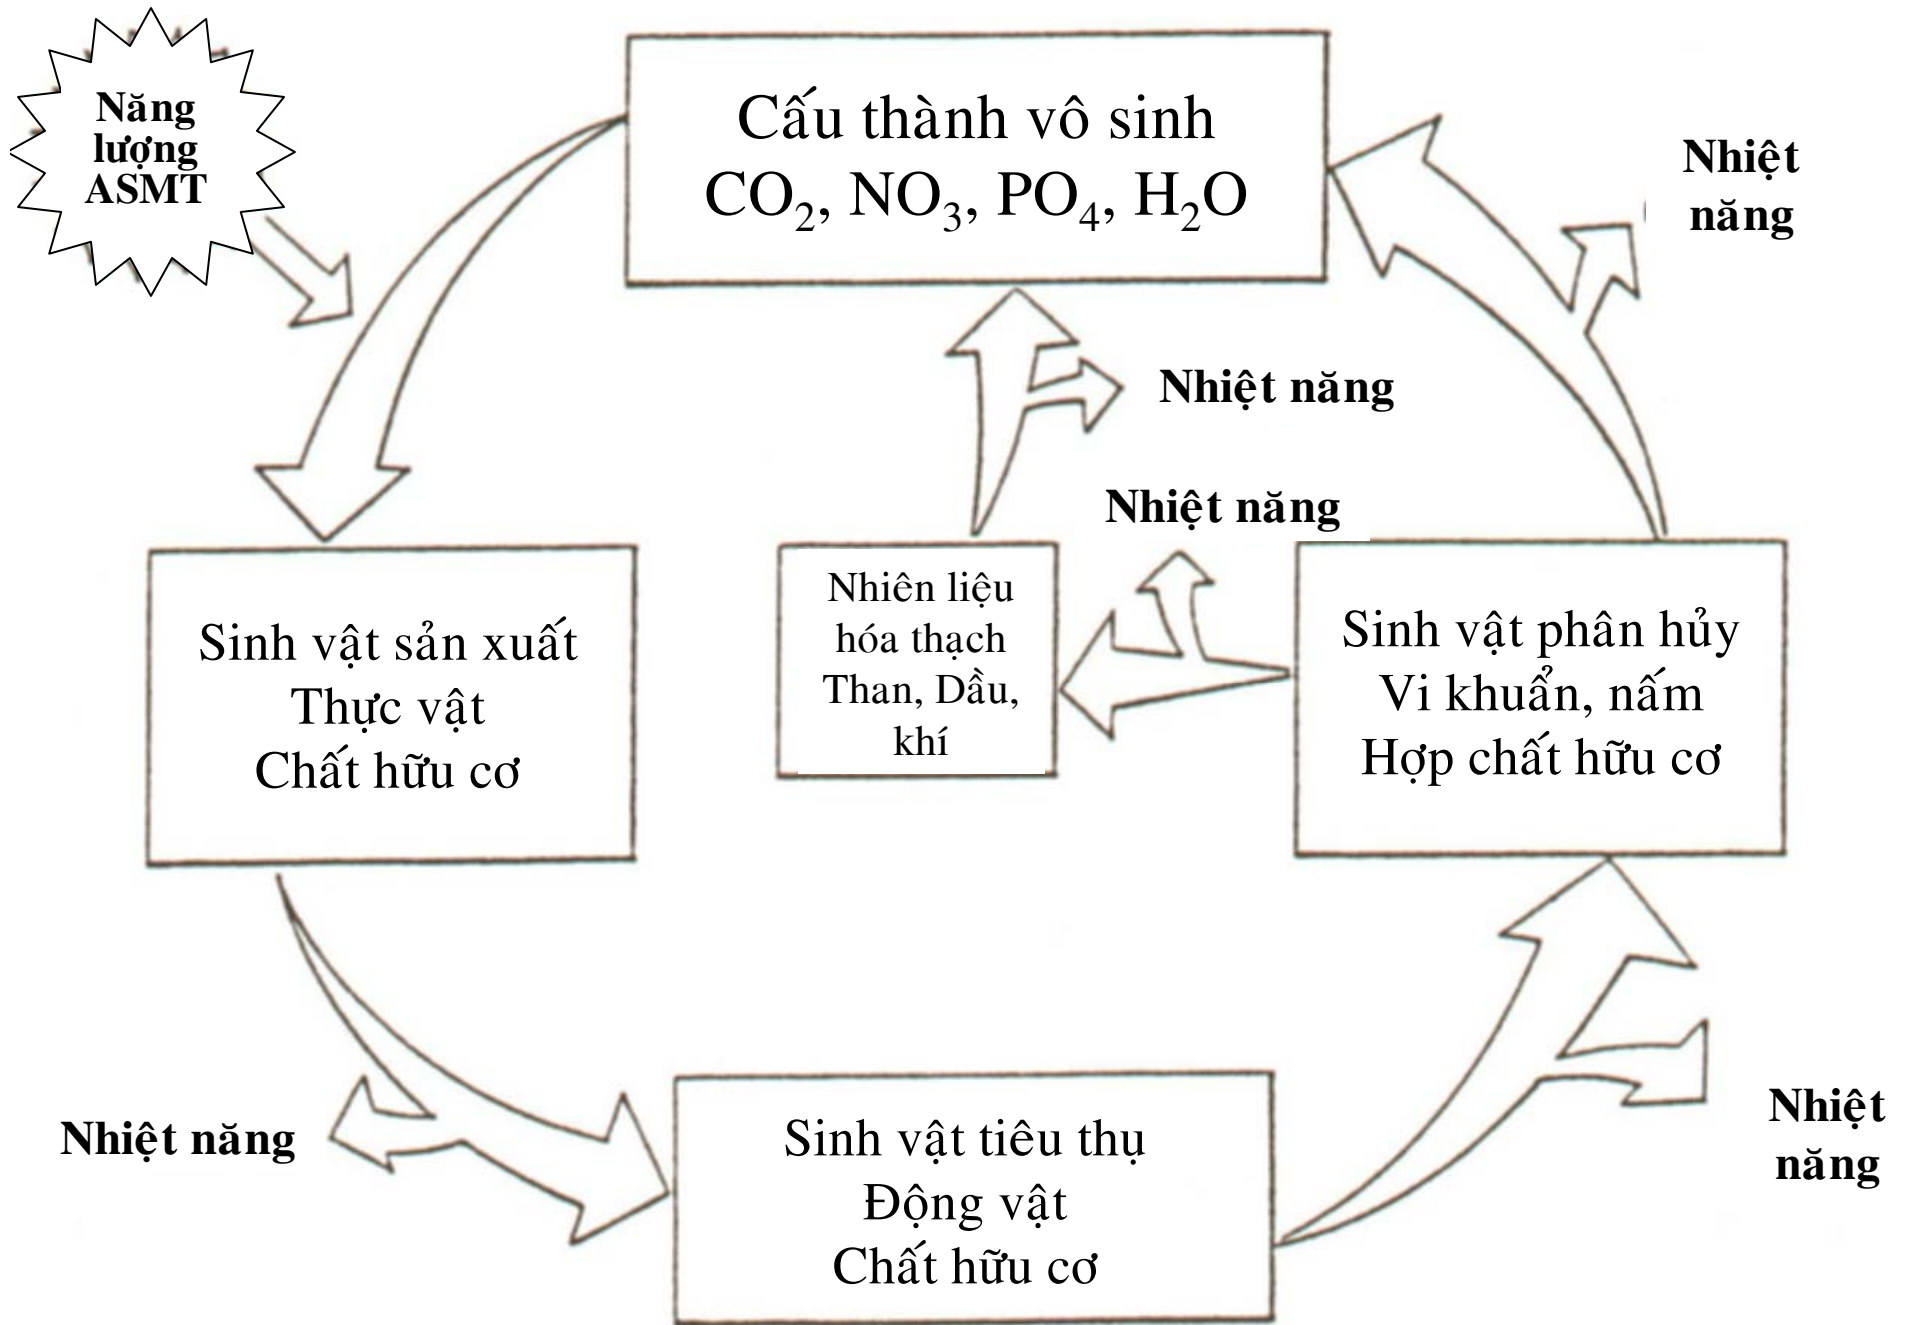 Năng
lượng
ASMT
Cấu thành vô sinh
CO₂, NO₃, PO₄, H₂O
Nhiệt
năng
Nhiệt năng
Nhiệt năng
Sinh vật sản xuất
Thực vật
Chất hữu cơ
Nhiên liệu
hóa thạch
Than, Dầu,
khí
Sinh vật phân hủy
Vi khuẩn, nấm
Hợp chất hữu cơ
Nhiệt năng
Sinh vật tiêu thụ
Động vật
Chất hữu cơ
Nhiệt
năng